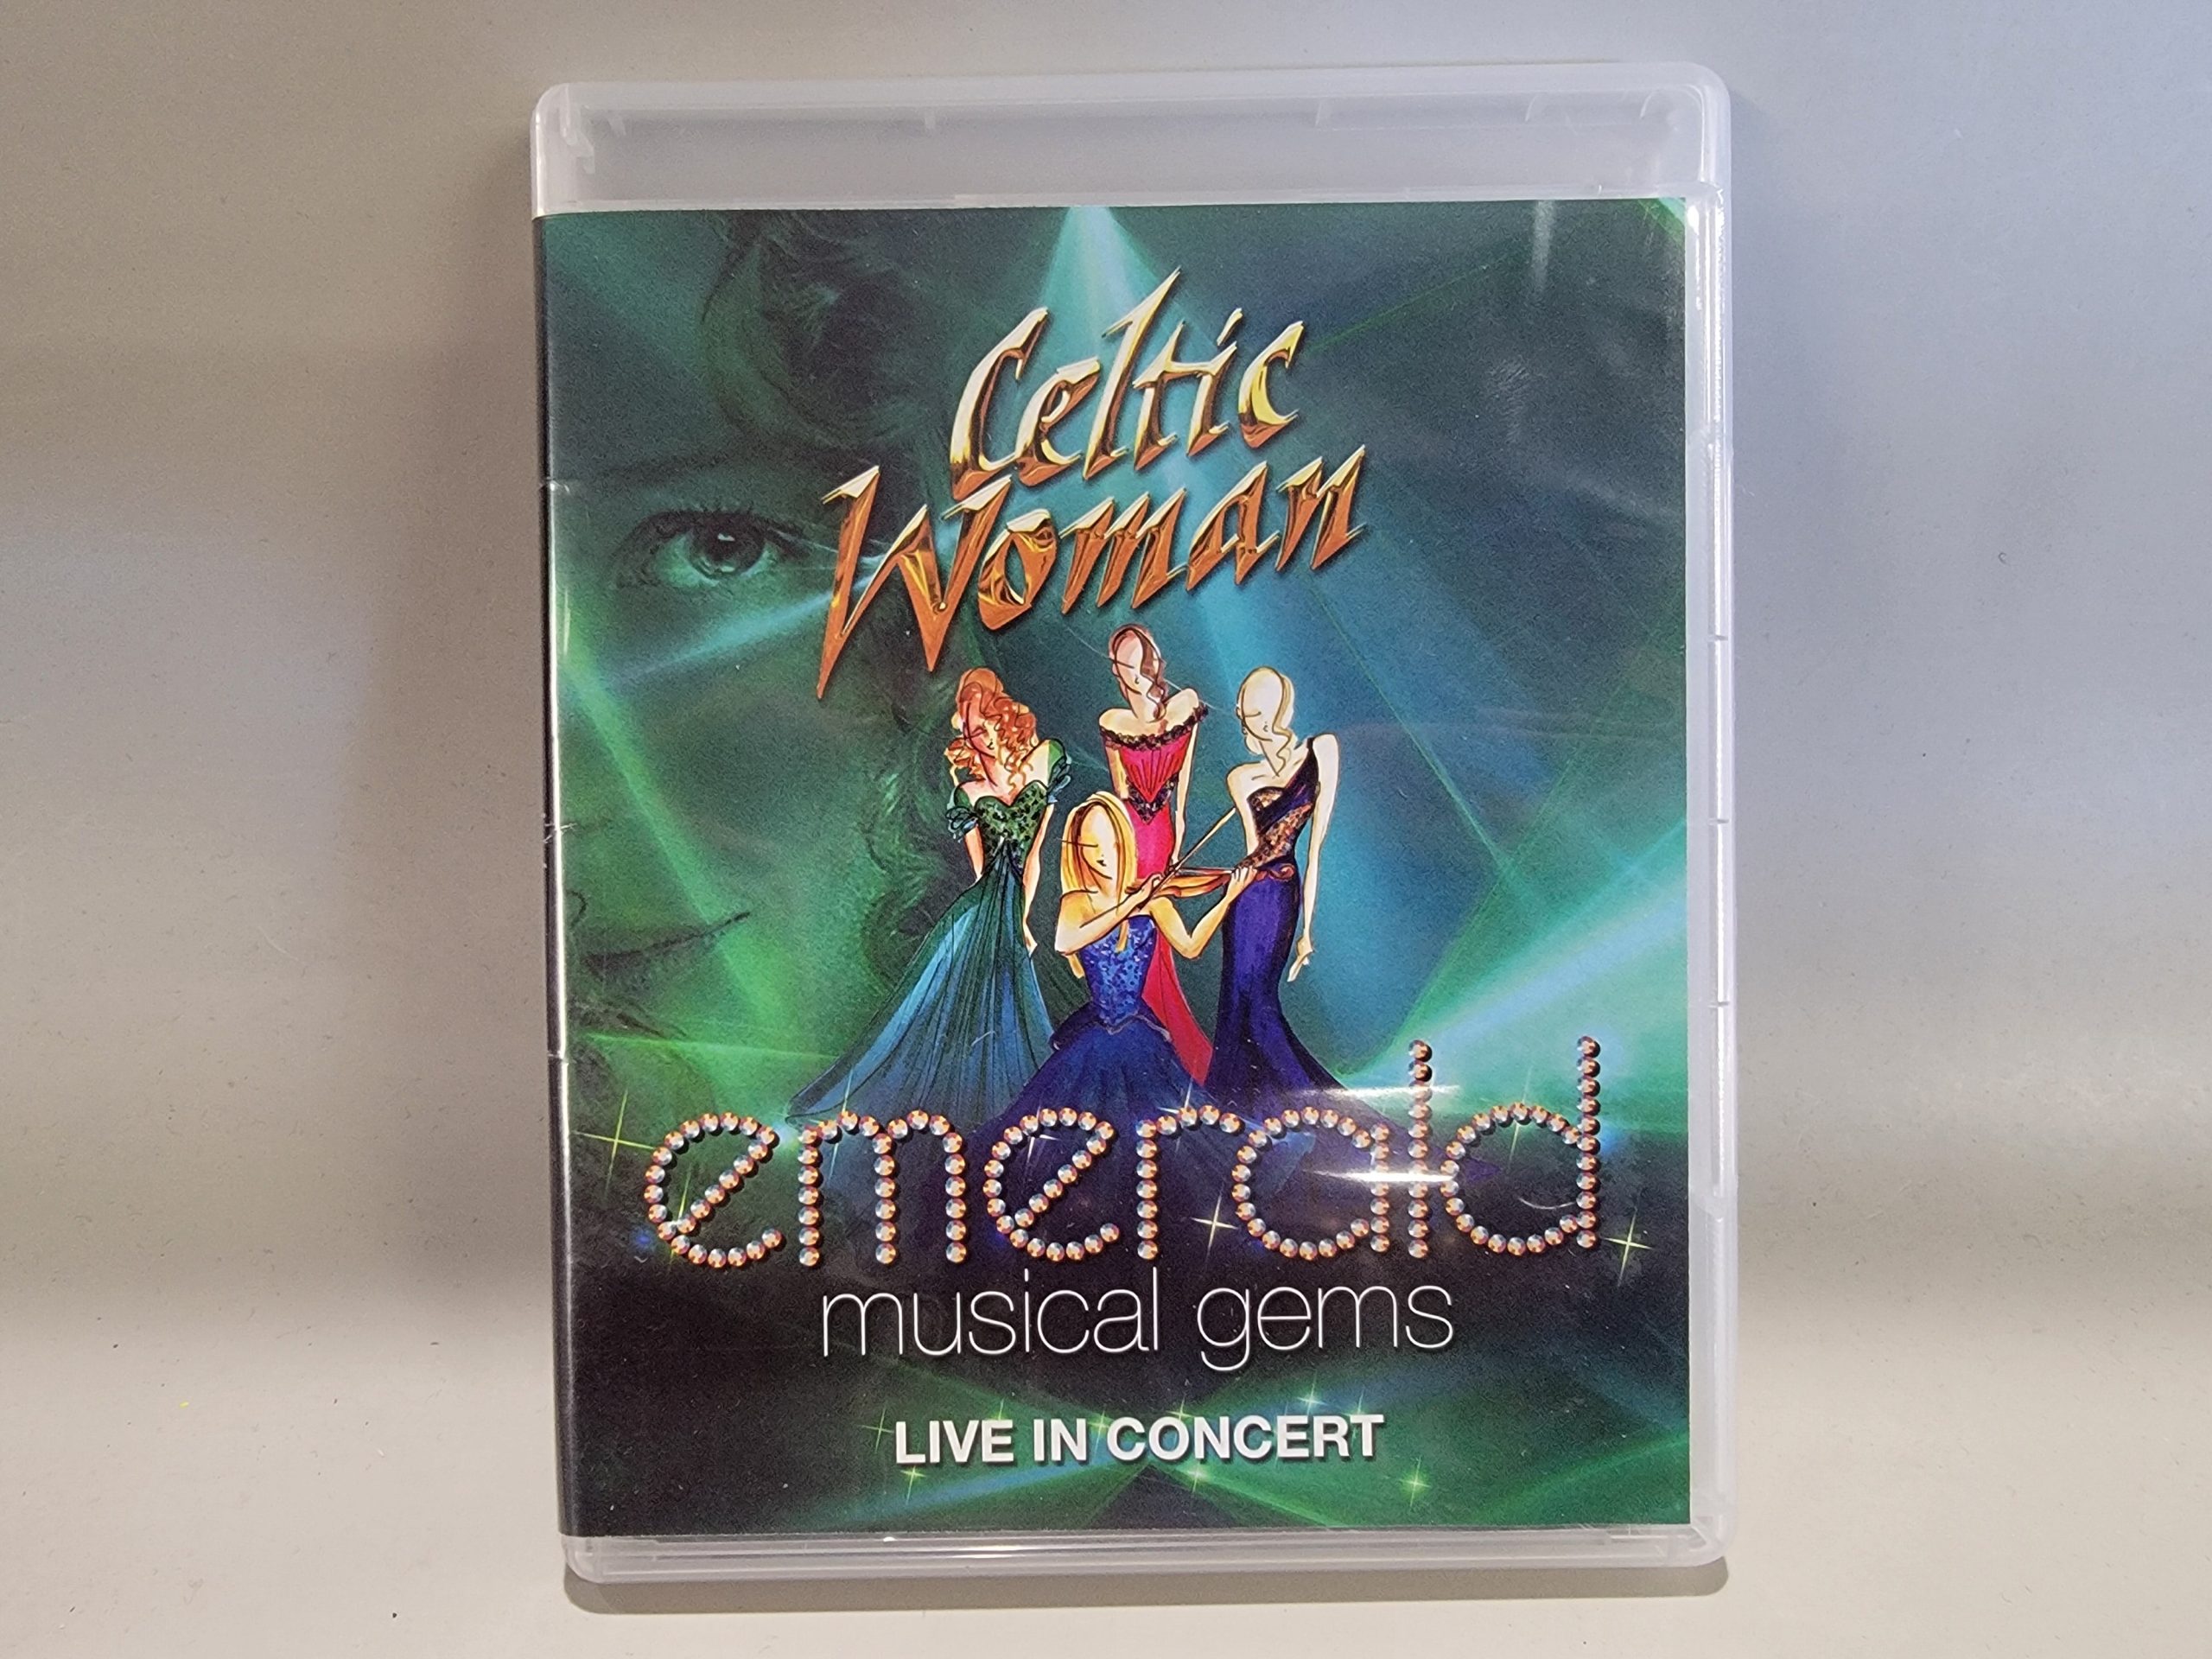 Celtic
Woman
emerald
musical gems
LIVE IN CONCERT